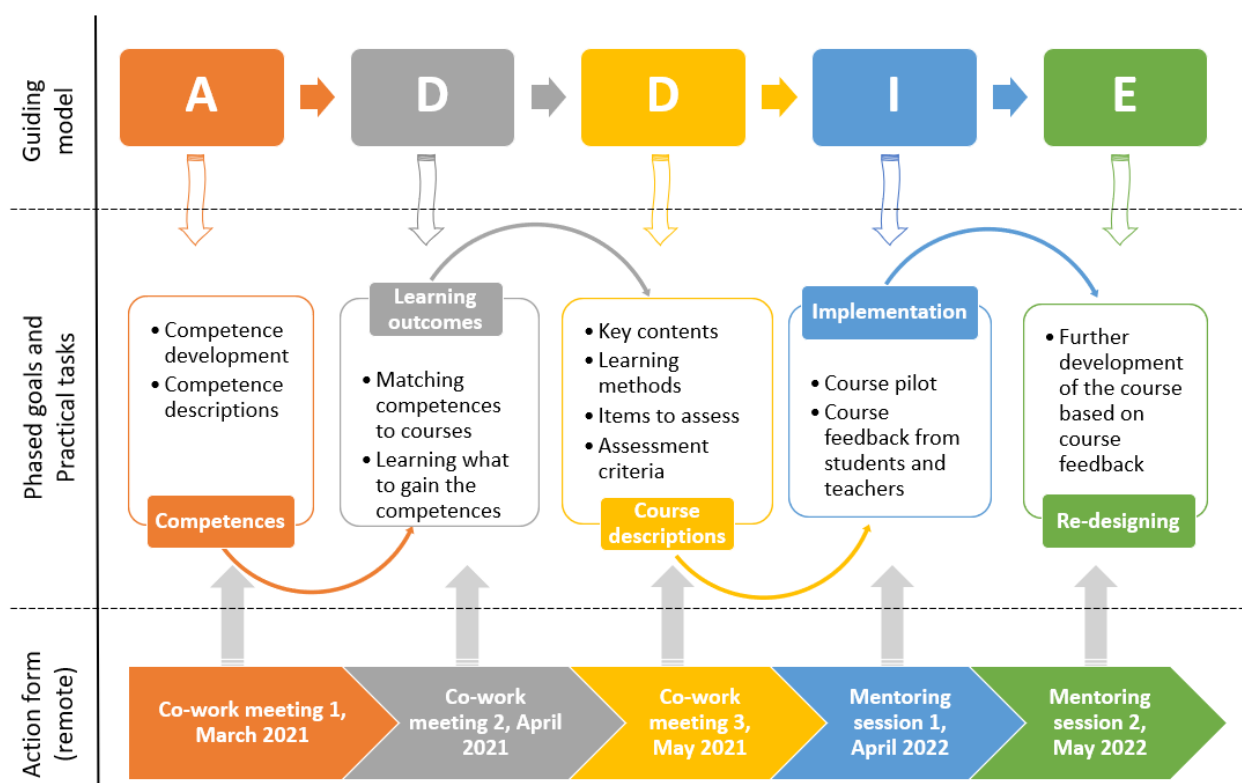 Guiding
model
A
D
D
I
E
Phased goals and
Practical tasks
• Competence
development
• Competence
descriptions
Competences
Learning
outcomes
• Matching
competences
to courses
• Learning what
to gain the
competences
• Key contents
• Learning
methods
• Items to assess
• Assessment
criteria
Course
descriptions
Implementation
• Course pilot
• Course
feedback from
students and
teachers
• Further
development
of the course
based on
course
feedback
Re-designing
Action form
(remote)
Co-work meeting 1,
March 2021
Co-work
meeting 2, April
2021
Co-work
meeting 3,
May 2021
Mentoring
session 1,
April 2022
Mentoring
session 2,
May 2022